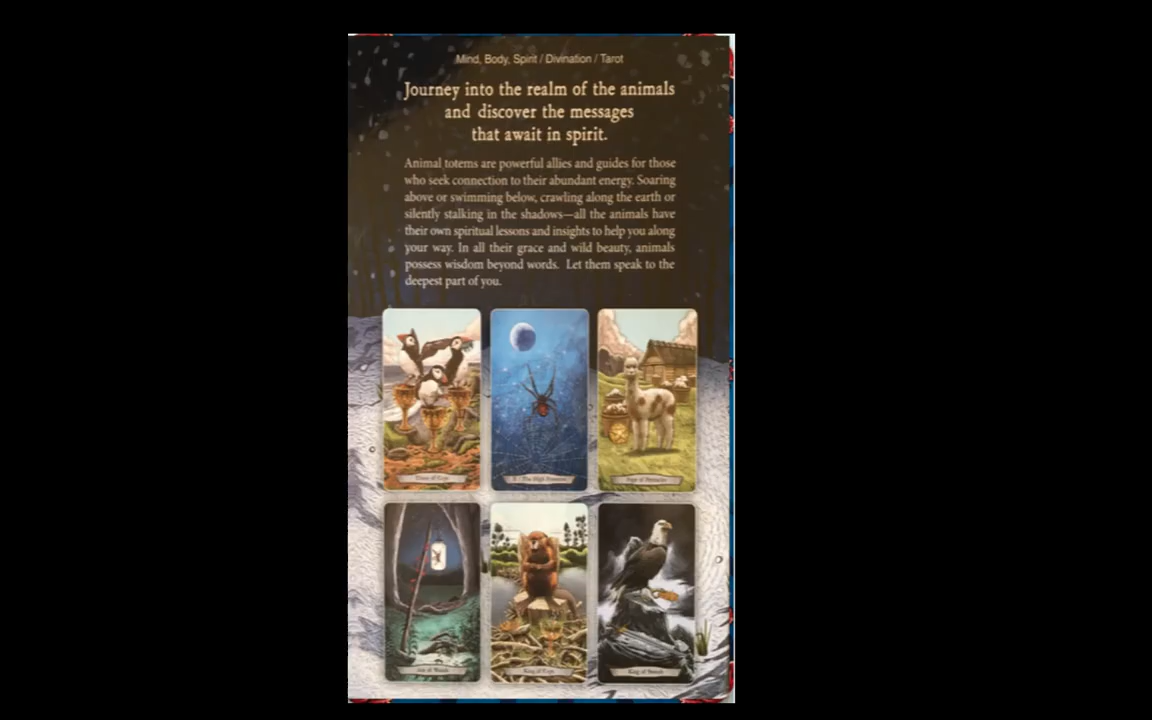 Mind, Body, Spirit / Divination / Tarot
Journey into the realm of the animals
and discover the messages
that await in spirit.
Animal totems are powerful allies and guides for those
who seek connection to their abundant energy. Soaring
above or swimming below, crawling along the earth or
silently stalking in the shadows—all the animals have
their own spiritual lessons and insights to help you along
your way. In all their grace and wild beauty, animals
possess wisdom beyond words. Let them speak to the
deepest part of you.
Three of Cups
II - The High Priestess
Page of Pentacles
of Wands
King of Cups
King of Swords